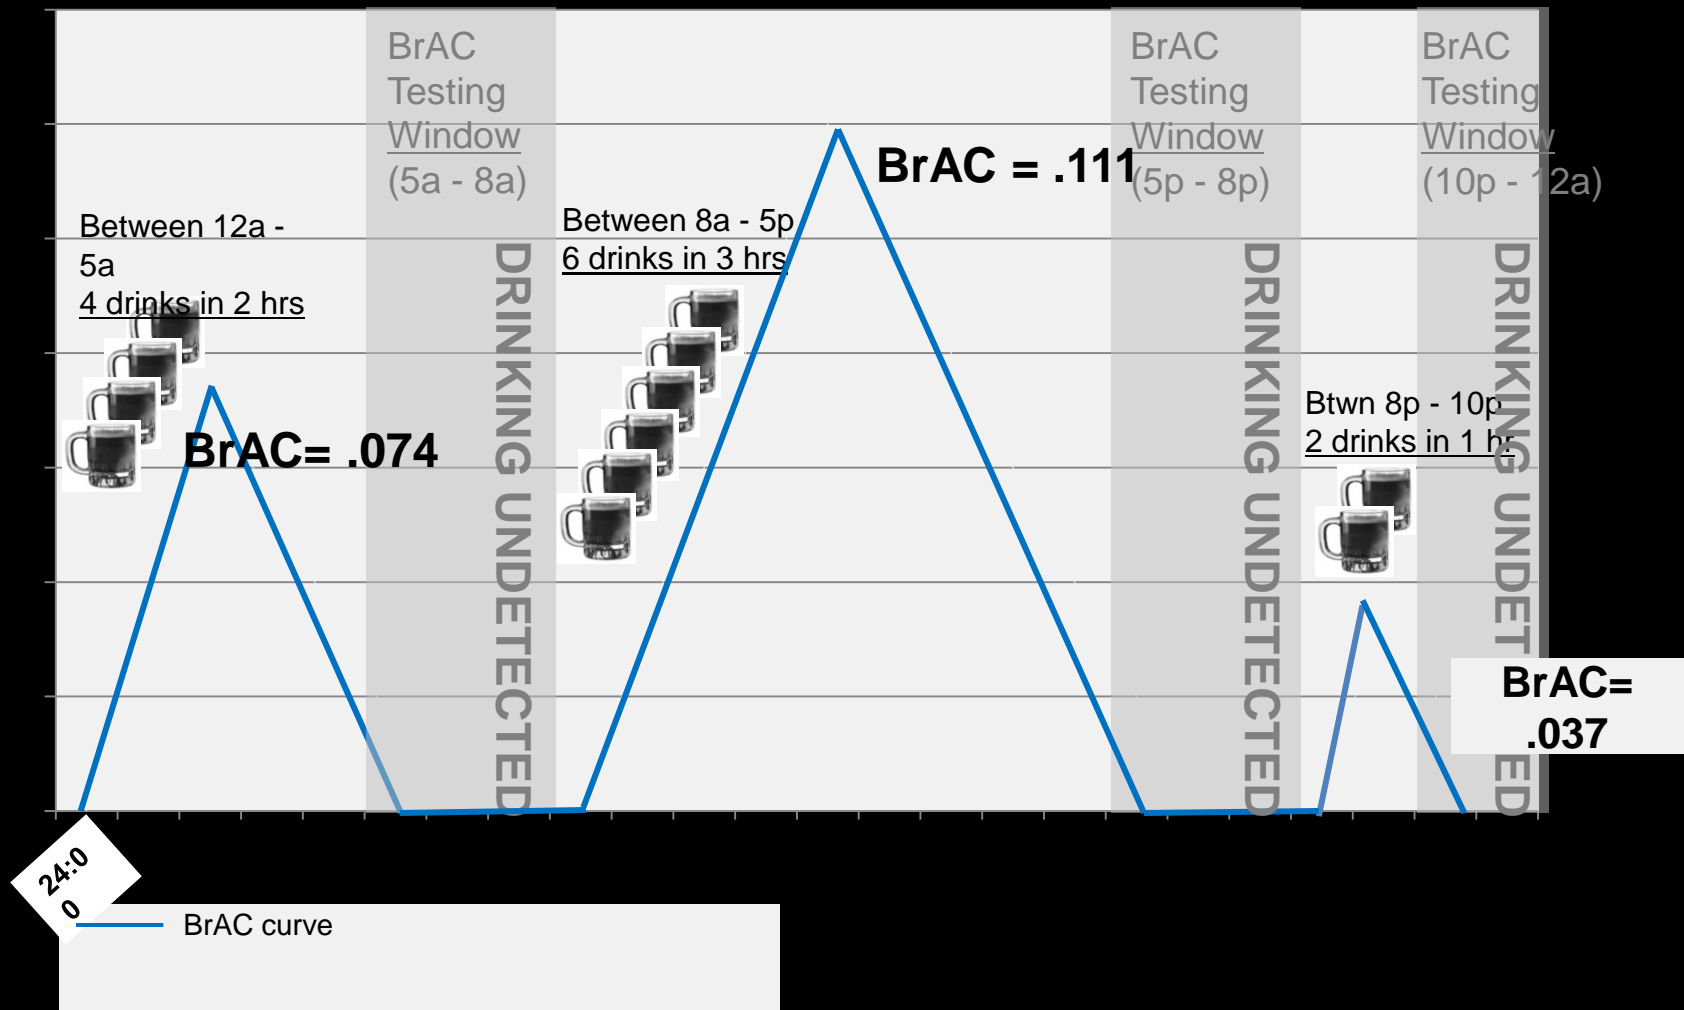 BrAC
Testing
Window
(5a - 8a)
BrAC
Testing
Window
(5p - 8p)
BrAC
Testing
Window
(10p - 12a)
BrAC = .111
Between 12a -
5a
4 drinks in 2 hrs
Between 8a - 5p
6 drinks in 3 hrs
Btwn 8p - 10p
2 drinks in 1 hr
BrAC= .074
DRINKING UNDETECTED
DRINKING UNDETECTED
DRINKING UNDETECTED
BrAC=
.037
24:0
0
BrAC curve